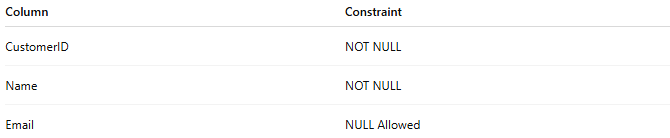 Column Constraint
CustomerID NOT NULL
Name NOT NULL
Email NULL Allowed